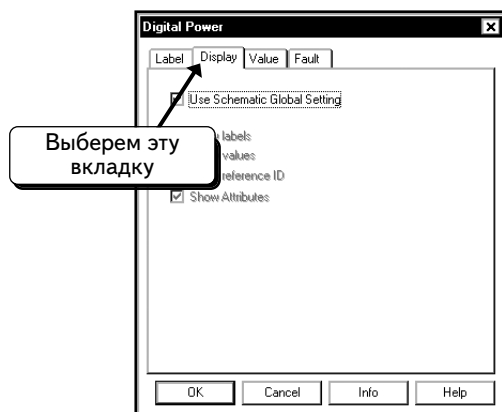 Digital Power
Label Display Value Fault
Use Schematic Global Setting
Выберем эту
вкладку
labels
values
reference ID
Show Attributes
OK Cancel Info Help